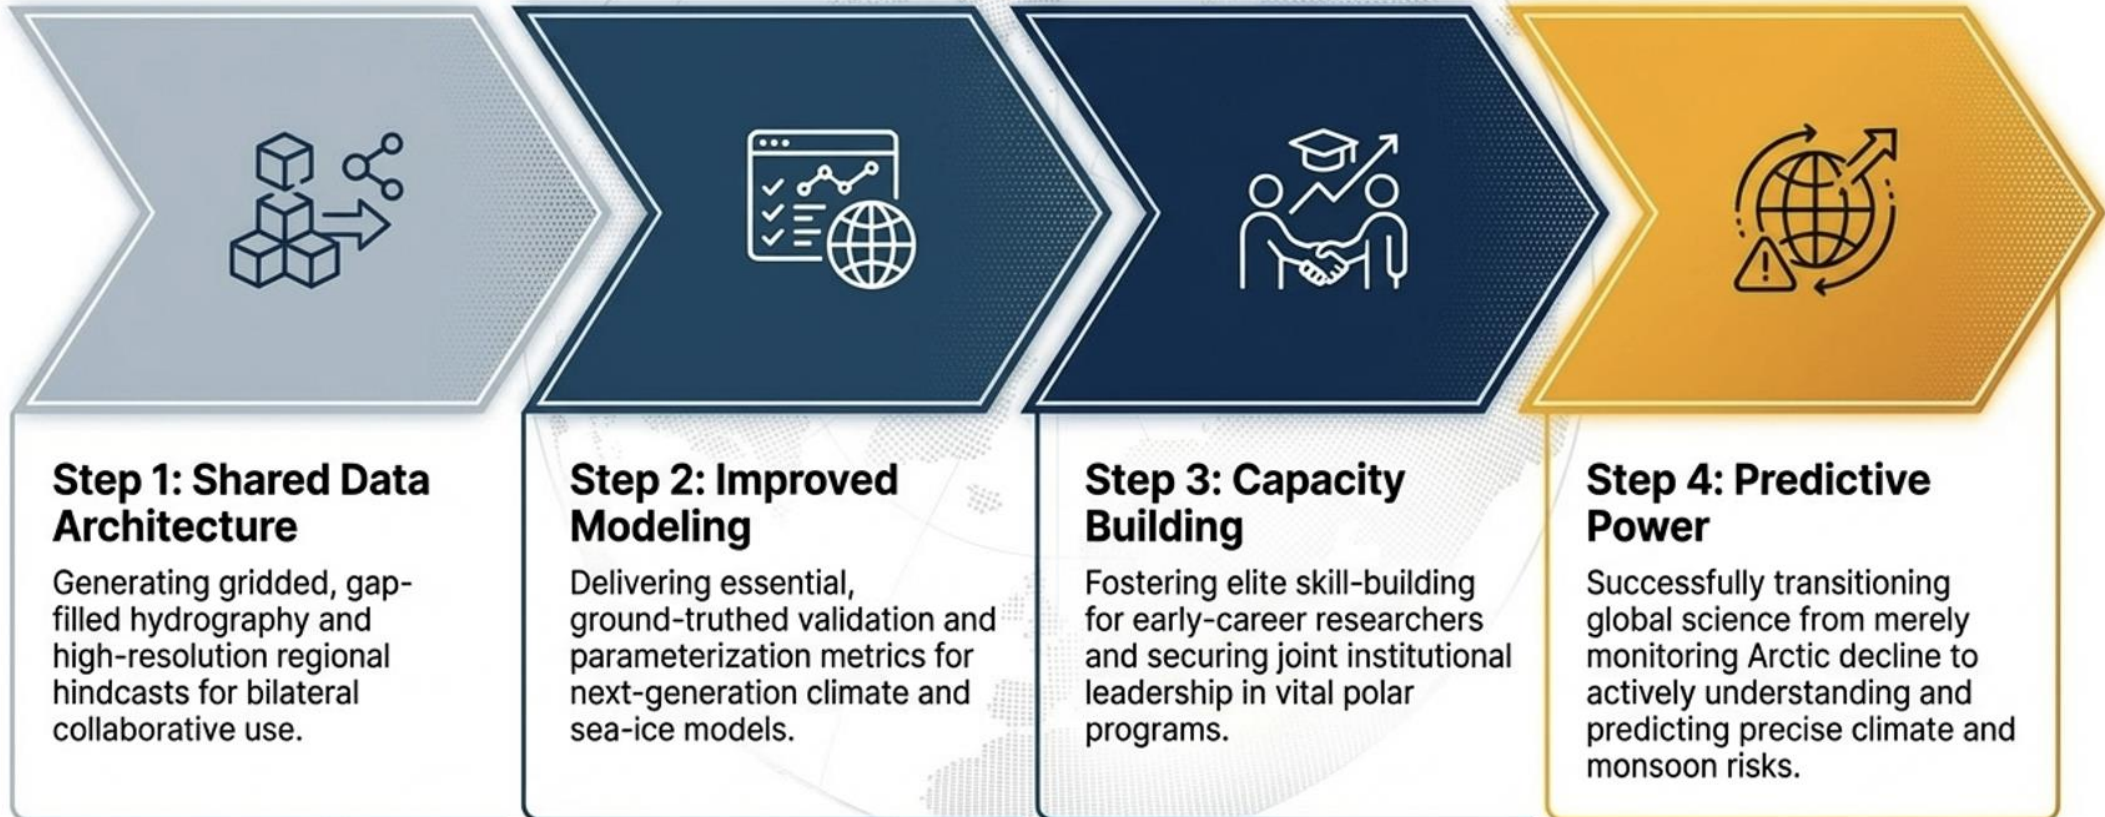 Step 1: Shared Data
Architecture
Generating gridded, gap-
filled hydrography and
high-resolution regional
hindcasts for bilateral
collaborative use.
Step 2: Improved
Modeling
Delivering essential,
ground-truthed validation and
parameterization metrics for
next-generation climate and
sea-ice models.
Step 3: Capacity
Building
Fostering elite skill-building
for early-career researchers
and securing joint institutional
leadership in vital polar
programs.
Step 4: Predictive
Power
Successfully transitioning
global science from merely
monitoring Arctic decline to
actively understanding and
predicting precise climate and
monsoon risks.